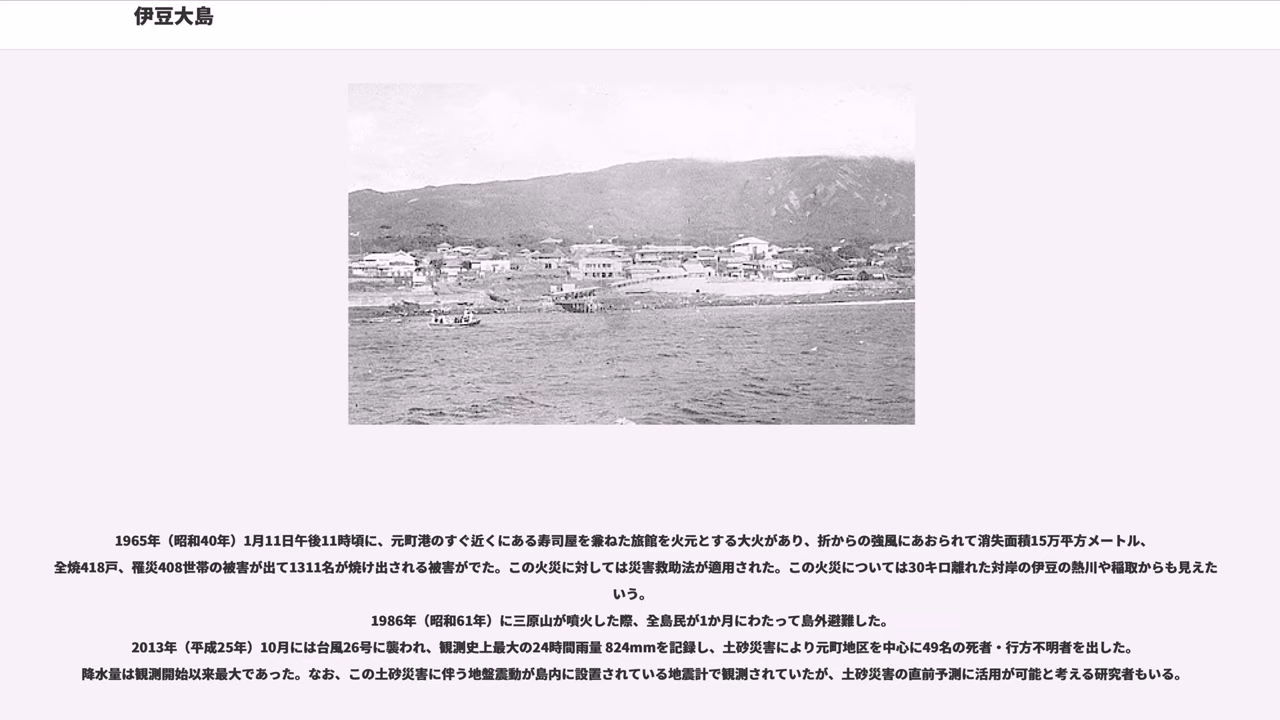 伊豆大島
1965年（昭和40年）1月11日午後11時頃に、元町港のすぐ近くにある寿司屋を兼ねた旅館を火元とする大火があり、折からの強風にあおられて消失面積15万平方メートル、
全焼418戸、罹災408世帯の被害が出て1311名が焼け出される被害がでた。この火災に対しては災害救助法が適用された。この火災については30キロ離れた対岸の伊豆の熱川や稲取からも見えた
いう。
1986年（昭和61年）に三原山が噴火した際、全島民が1か月にわたって島外避難した。
2013年（平成25年）10月には台風26号に襲われ、観測史上最大の24時間雨量 824mmを記録し、土砂災害により元町地区を中心に49名の死者・行方不明者を出した。
降水量は観測開始以来最大であった。なお、この土砂災害に伴う地盤震動が島内に設置されている地震計で観測されていたが、土砂災害の直前予測に活用が可能と考える研究者もいる。